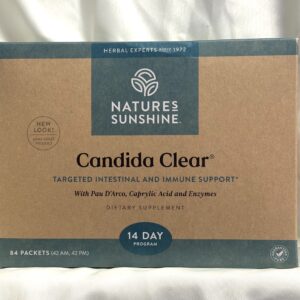 HERBAL EXPERTS SINCE 1972
NATURE'S
SUNSHINE®
NEW
LOOK!
Candida Clear®
TARGETED INTESTINAL AND IMMUNE SUPPORT*
With Pau D'Arco, Caprylic Acid and Enzymes
DIETARY SUPPLEMENT
14 DAY
PROGRAM
84 PACKETS (42 AM, 42 PM)